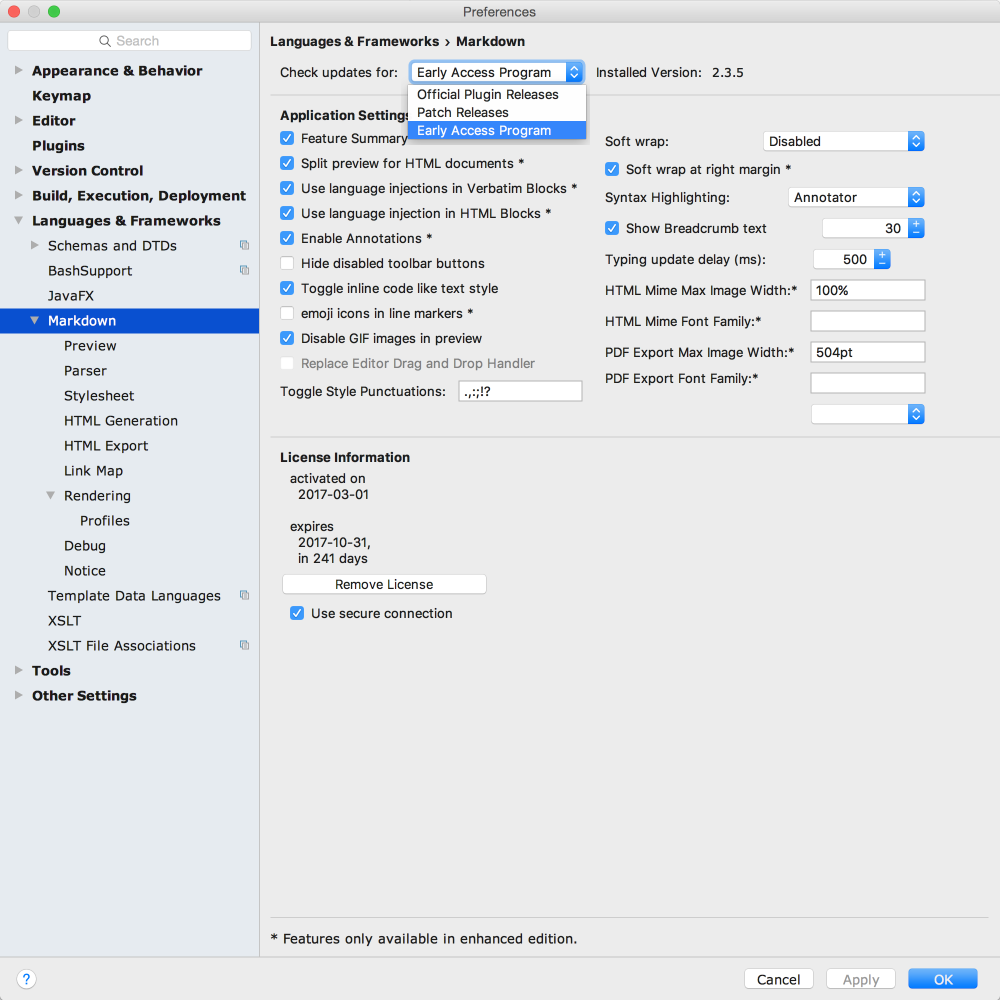 Preferences
Search
Appearance & Behavior
Keymap
Editor
Plugins
Version Control
Build, Execution, Deployment
Languages & Frameworks
Schemas and DTDs
BashSupport
JavaFX
Markdown
Preview
Parser
Stylesheet
HTML Generation
HTML Export
Link Map
Rendering
Profiles
Debug
Notice
Template Data Languages
XSLT
XSLT File Associations
Tools
Other Settings
?
Languages & Frameworks › Markdown
Check updates for: Early Access Program Installed Version: 2.3.5
Official Plugin Releases
Patch Releases
Early Access Program
Application Settings
Feature Summary
Split preview for HTML documents *
Use language injections in Verbatim Blocks *
Use language injection in HTML Blocks *
Enable Annotations *
Hide disabled toolbar buttons
Toggle inline code like text style
emoji icons in line markers *
Disable GIF images in preview
Replace Editor Drag and Drop Handler
Toggle Style Punctuations: .,:;!?
Soft wrap: Disabled
Soft wrap at right margin *
Syntax Highlighting: Annotator
Show Breadcrumb text 30
Typing update delay (ms): 500
HTML Mime Max Image Width:* 100%
HTML Mime Font Family:*
PDF Export Max Image Width:* 504pt
PDF Export Font Family:*
License Information
activated on
2017-03-01
expires
2017-10-31,
in 241 days
Remove License
Use secure connection
* Features only available in enhanced edition.
Cancel Apply OK